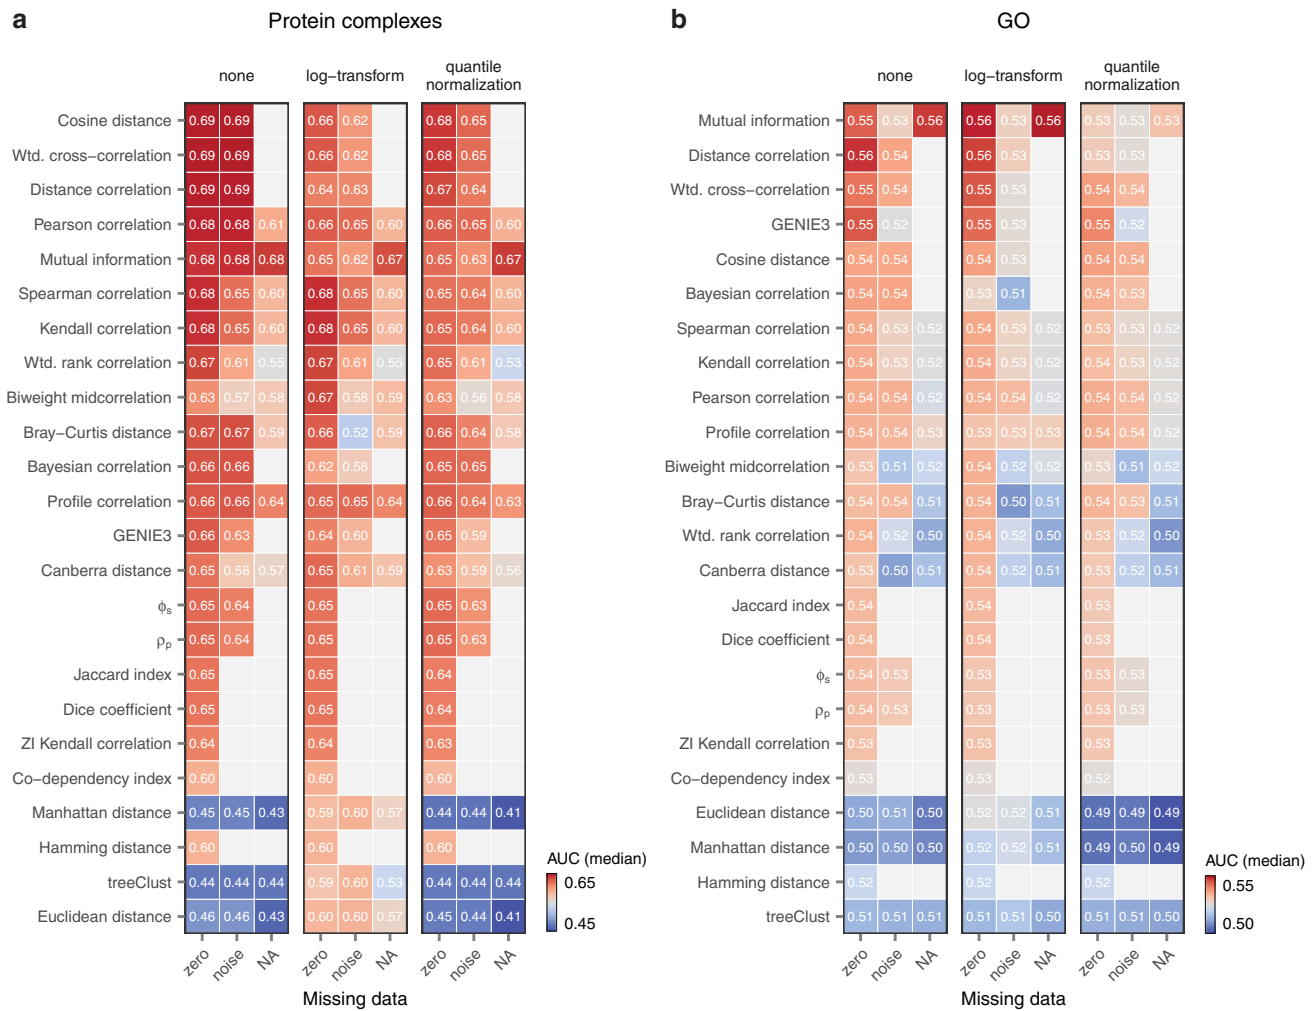 a
Protein complexes
none
log−transform
quantile
normalization
Cosine distance 0.69 0.69 0.66 0.62 0.68 0.65
Wtd. cross−correlation 0.69 0.69 0.66 0.62 0.68 0.65
Distance correlation 0.69 0.69 0.64 0.63 0.67 0.64
Pearson correlation 0.68 0.68 0.61 0.66 0.65 0.60 0.66 0.65 0.60
Mutual information 0.68 0.68 0.68 0.65 0.62 0.67 0.65 0.63 0.67
Spearman correlation 0.68 0.65 0.60 0.68 0.65 0.60 0.65 0.64 0.60
Kendall correlation 0.68 0.65 0.60 0.68 0.65 0.60 0.65 0.64 0.60
Wtd. rank correlation 0.67 0.61 0.55 0.67 0.61 0.55 0.65 0.61 0.53
Biweight midcorrelation 0.63 0.57 0.58 0.67 0.58 0.59 0.63 0.56 0.58
Bray−Curtis distance 0.67 0.67 0.59 0.66 0.52 0.59 0.66 0.64 0.58
Bayesian correlation 0.66 0.66 0.62 0.58 0.65 0.65
Profile correlation 0.66 0.66 0.64 0.65 0.65 0.64 0.66 0.64 0.63
GENIE3 0.66 0.63 0.64 0.60 0.65 0.59
Canberra distance 0.65 0.58 0.57 0.65 0.61 0.59 0.63 0.59 0.56
ϕs 0.65 0.64 0.65 0.65 0.63
ρp 0.65 0.64 0.65 0.65 0.63
Jaccard index 0.65 0.65 0.64
Dice coefficient 0.65 0.65 0.64
ZI Kendall correlation 0.64 0.64 0.63
Co−dependency index 0.60 0.60 0.60
Manhattan distance 0.45 0.45 0.43 0.59 0.60 0.57 0.44 0.44 0.41
Hamming distance 0.60 0.60 0.60
treeClust 0.44 0.44 0.44 0.59 0.60 0.53 0.44 0.44 0.44
Euclidean distance 0.46 0.46 0.43 0.60 0.60 0.57 0.45 0.44 0.41
zero noise NA zero noise NA zero noise NA
Missing data
AUC (median)
0.65
0.45
b
GO
none
log−transform
quantile
normalization
Mutual information 0.55 0.53 0.56 0.56 0.53 0.56 0.53 0.53 0.53
Distance correlation 0.56 0.54 0.56 0.53 0.53 0.53
Wtd. cross−correlation 0.55 0.54 0.55 0.53 0.54 0.54
GENIE3 0.55 0.52 0.55 0.53 0.55 0.52
Cosine distance 0.54 0.54 0.54 0.53 0.54 0.54
Bayesian correlation 0.54 0.54 0.53 0.51 0.54 0.53
Spearman correlation 0.54 0.53 0.52 0.54 0.53 0.52 0.53 0.53 0.52
Kendall correlation 0.54 0.53 0.52 0.54 0.53 0.52 0.54 0.53 0.52
Pearson correlation 0.54 0.54 0.52 0.54 0.54 0.52 0.54 0.54 0.52
Profile correlation 0.54 0.54 0.53 0.53 0.53 0.53 0.54 0.54 0.52
Biweight midcorrelation 0.53 0.51 0.52 0.54 0.52 0.52 0.53 0.51 0.52
Bray−Curtis distance 0.54 0.54 0.51 0.54 0.50 0.51 0.54 0.53 0.51
Wtd. rank correlation 0.54 0.52 0.50 0.54 0.52 0.50 0.53 0.52 0.50
Canberra distance 0.53 0.50 0.51 0.54 0.52 0.51 0.53 0.52 0.51
Jaccard index 0.54 0.54 0.53
Dice coefficient 0.54 0.54 0.53
ϕs 0.54 0.53 0.53 0.53 0.53
ρp 0.54 0.53 0.53 0.53 0.53
ZI Kendall correlation 0.53 0.53 0.53
Co−dependency index 0.53 0.53 0.52
Euclidean distance 0.50 0.51 0.50 0.52 0.52 0.51 0.49 0.49 0.49
Manhattan distance 0.50 0.50 0.50 0.52 0.52 0.51 0.49 0.50 0.49
Hamming distance 0.52 0.52 0.52
treeClust 0.51 0.51 0.51 0.51 0.51 0.50 0.51 0.51 0.50
zero noise NA zero noise NA zero noise NA
Missing data
AUC (median)
0.55
0.50